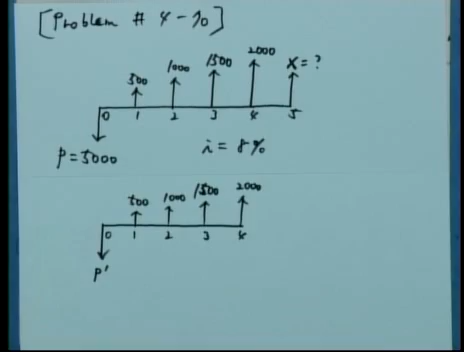 [Problem # 4-70]
500 1000 1500 2000 X = ?
0 1 2 3 4 5
P = 5000 i = 8%
500 1000 1500 2000
0 1 2 3 4
P'